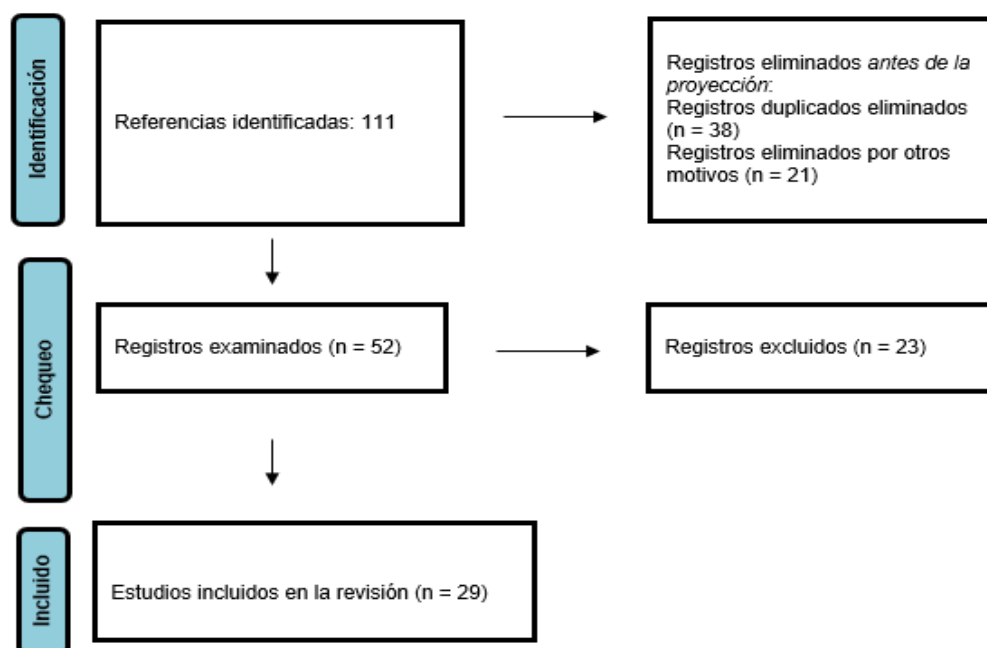 Identificación
Referencias identificadas: 111
Registros eliminados antes de la
proyección:
Registros duplicados eliminados
(n = 38)
Registros eliminados por otros
motivos (n = 21)
Chequeo
Registros examinados (n = 52)
Registros excluidos (n = 23)
Incluido
Estudios incluidos en la revisión (n = 29)